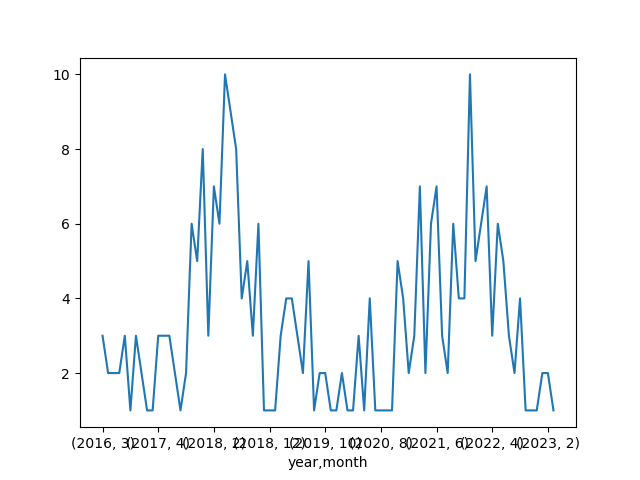 10
8
6
4
2
(2016, 3) (2017, 4) (2018, 2) (2018, 12) (2019, 10) (2020, 8) (2021, 6) (2022, 4) (2023, 2)
year,month